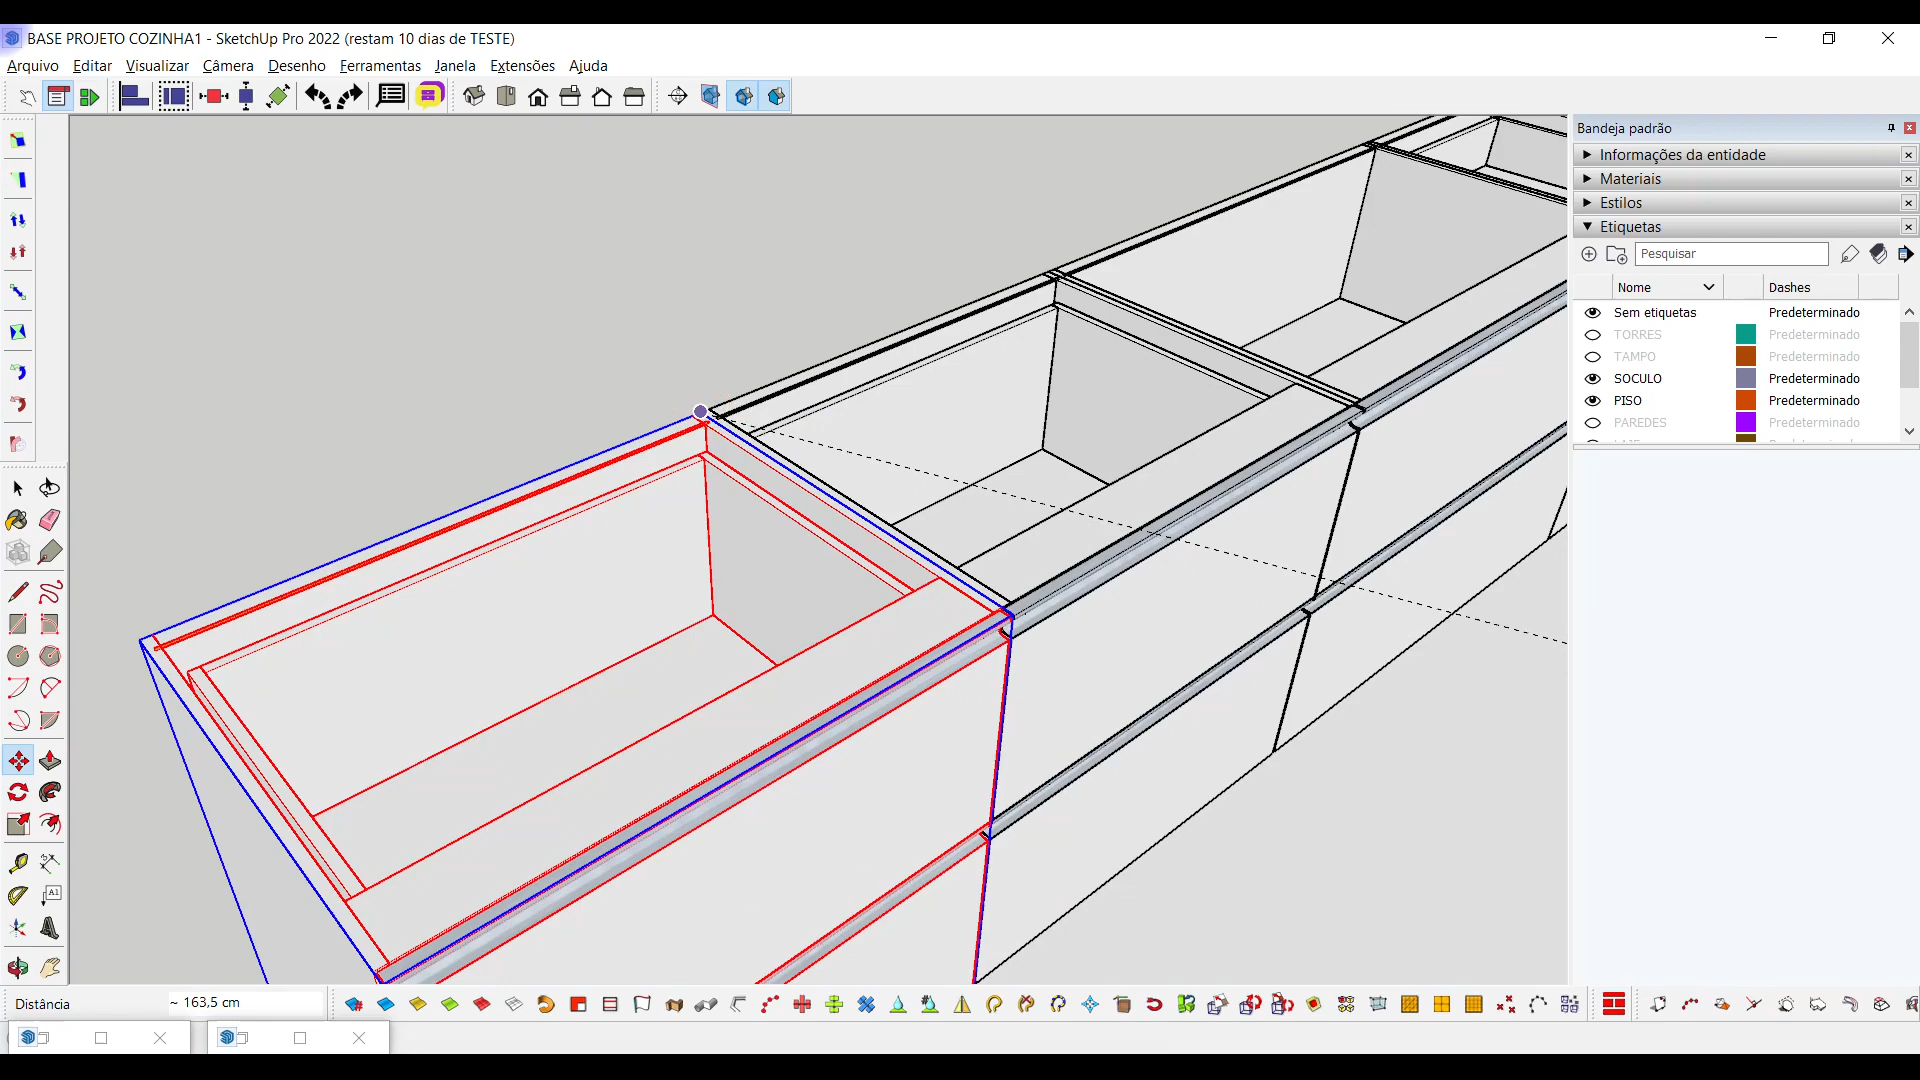 BASE PROJETO COZINHA1 - SketchUp Pro 2022 (restam 10 dias de TESTE)
Arquivo Editar Visualizar Câmera Desenho Ferramentas Janela Extensões Ajuda
Bandeja padrão
Informações da entidade
Materiais
Estilos
Etiquetas
Pesquisar
Nome Dashes
Sem etiquetas Predeterminado
TORRES Predeterminado
TAMPO Predeterminado
SOCULO Predeterminado
PISO Predeterminado
PAREDES Predeterminado
A1
Distância ~ 163,5 cm